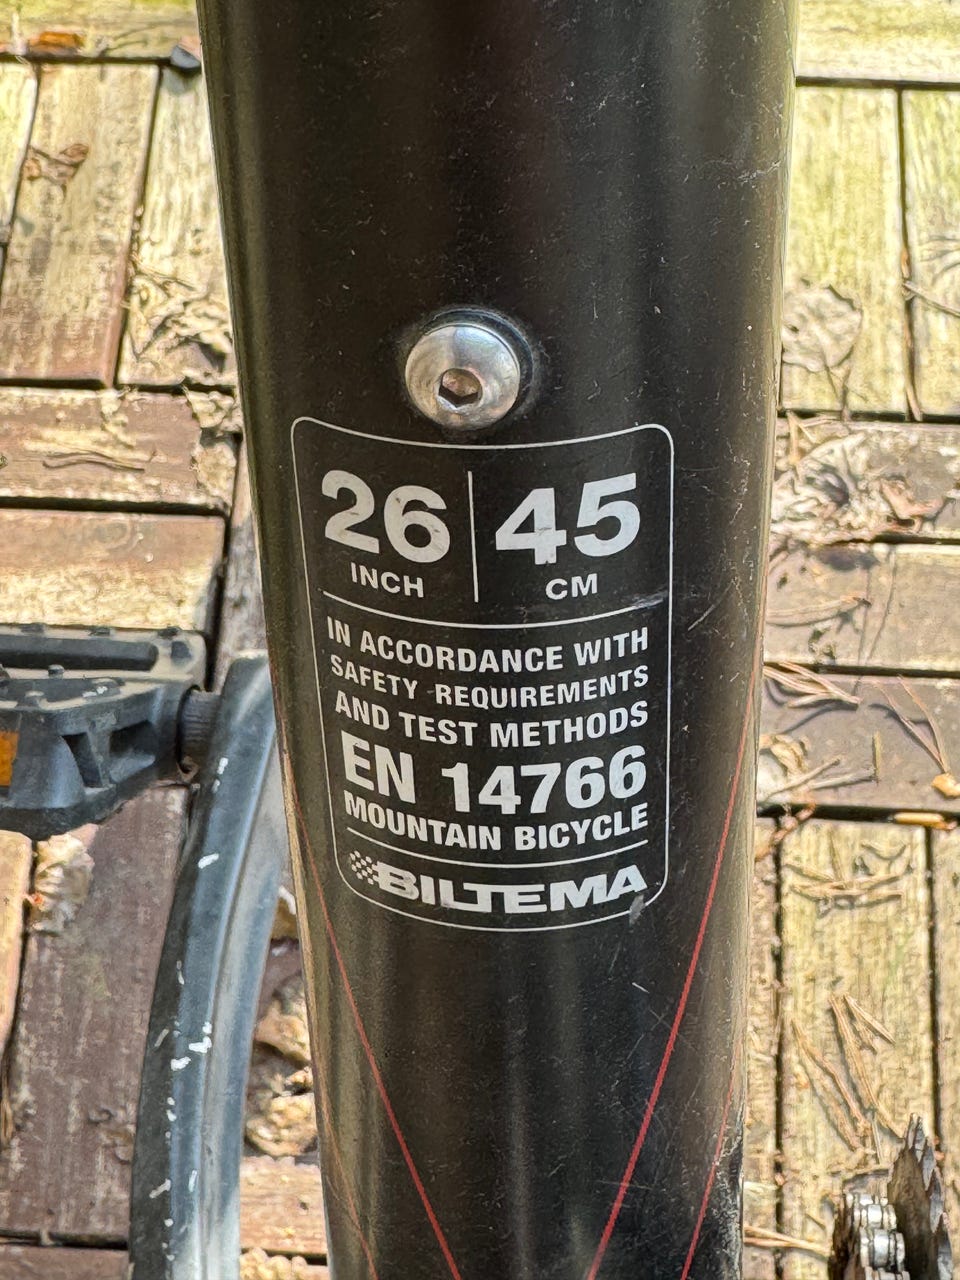 26 | 45
INCH CM
IN ACCORDANCE WITH
SAFETY REQUIREMENTS
AND TEST METHODS
EN 14766
MOUNTAIN BICYCLE
BILTEMA